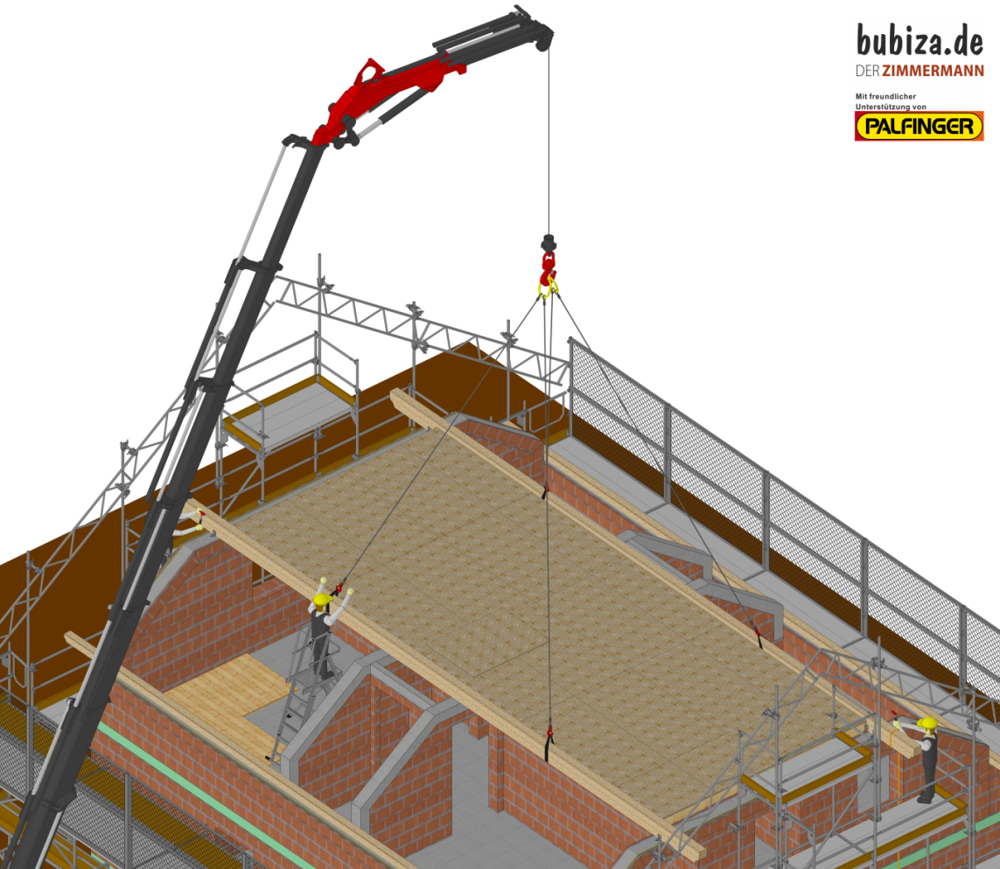 bubiza.de
DER ZIMMERMANN
Mit freundlicher
Unterstützung von
PALFINGER